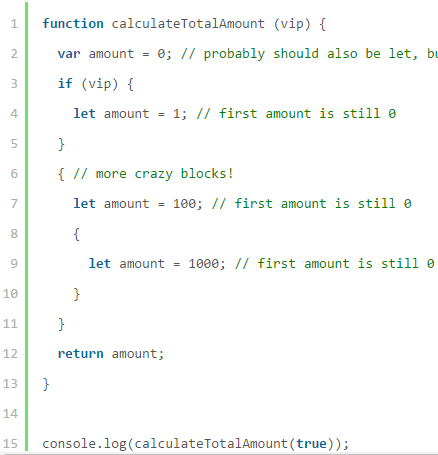 1 function calculateTotalAmount (vip) {
2   var amount = 0; // probably should also be let,
3   if (vip) {
4     let amount = 1; // first amount is still 0
5   }
6   { // more crazy blocks!
7     let amount = 100; // first amount is still 0
8     {
9       let amount = 1000; // first amount is still 0
10     }
11   }
12   return amount;
13 }
14
15 console.log(calculateTotalAmount(true));